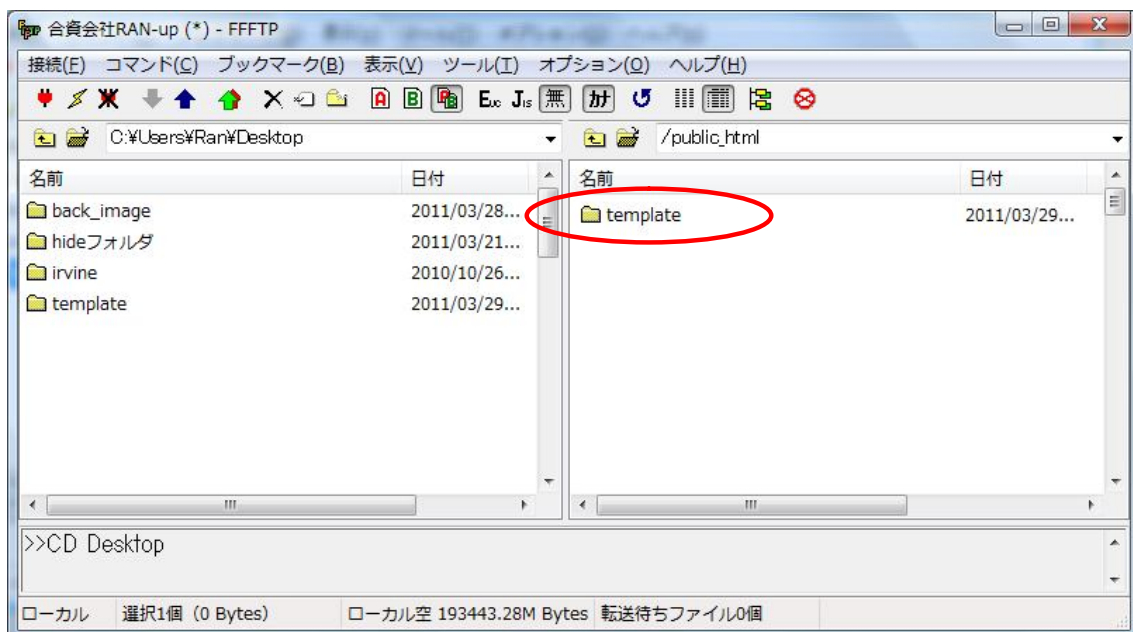 合資会社RAN-up (*) - FFFTP
接続(F) コマンド(C) ブックマーク(B) 表示(V) ツール(T) オプション(O) ヘルプ(H)
A B Euc Jis 無 カナ
C:¥Users¥Ran¥Desktop /public_html
名前 日付 名前 日付
back_image 2011/03/28... template 2011/03/29...
hideフォルダ 2011/03/21...
irvine 2010/10/26...
template 2011/03/29...
>>CD Desktop
ローカル 選択1個（0 Bytes） ローカル空 193443.28M Bytes 転送待ちファイル0個